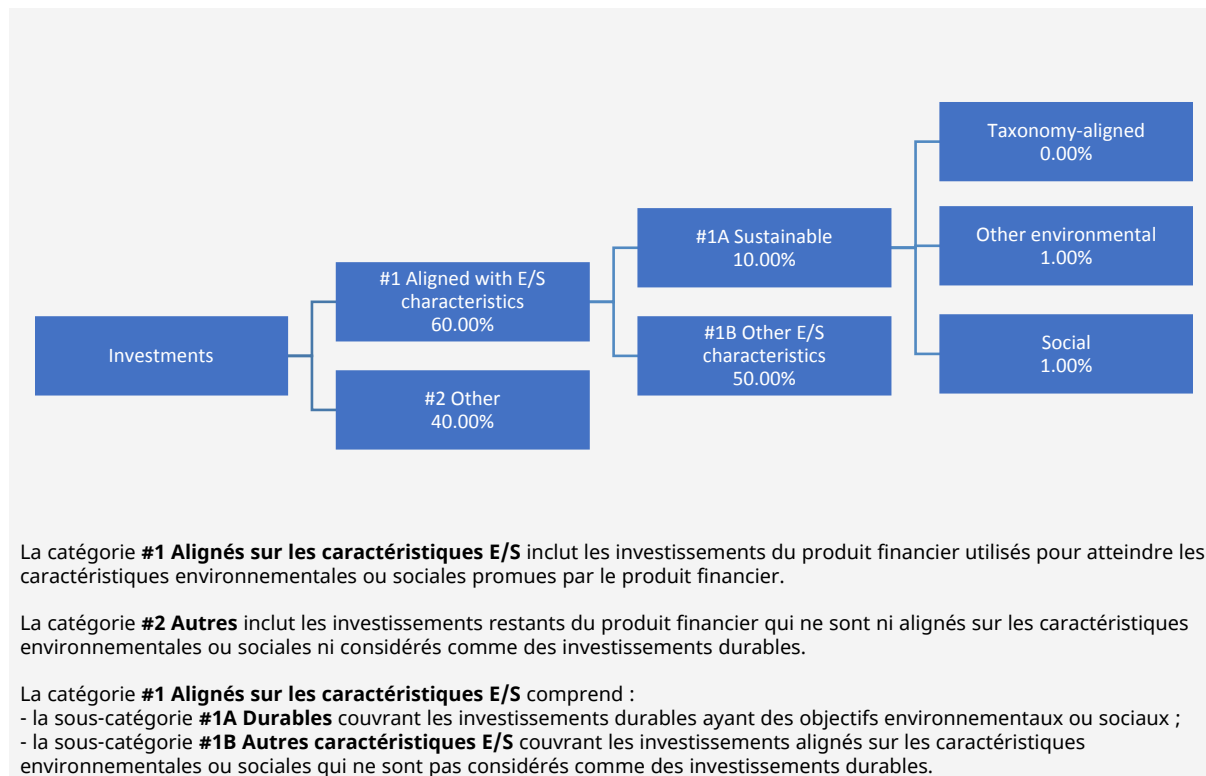 Taxonomy-aligned
0.00%
#1A Sustainable
10.00%
Other environmental
1.00%
#1 Aligned with E/S
characteristics
60.00%
Investments
#1B Other E/S
characteristics
50.00%
Social
1.00%
#2 Other
40.00%
La catégorie #1 Alignés sur les caractéristiques E/S inclut les investissements du produit financier utilisés pour atteindre les
caractéristiques environnementales ou sociales promues par le produit financier.
La catégorie #2 Autres inclut les investissements restants du produit financier qui ne sont ni alignés sur les caractéristiques
environnementales ou sociales ni considérés comme des investissements durables.
La catégorie #1 Alignés sur les caractéristiques E/S comprend :
- la sous-catégorie #1A Durables couvrant les investissements durables ayant des objectifs environnementaux ou sociaux ;
- la sous-catégorie #1B Autres caractéristiques E/S couvrant les investissements alignés sur les caractéristiques
environnementales ou sociales qui ne sont pas considérés comme des investissements durables.